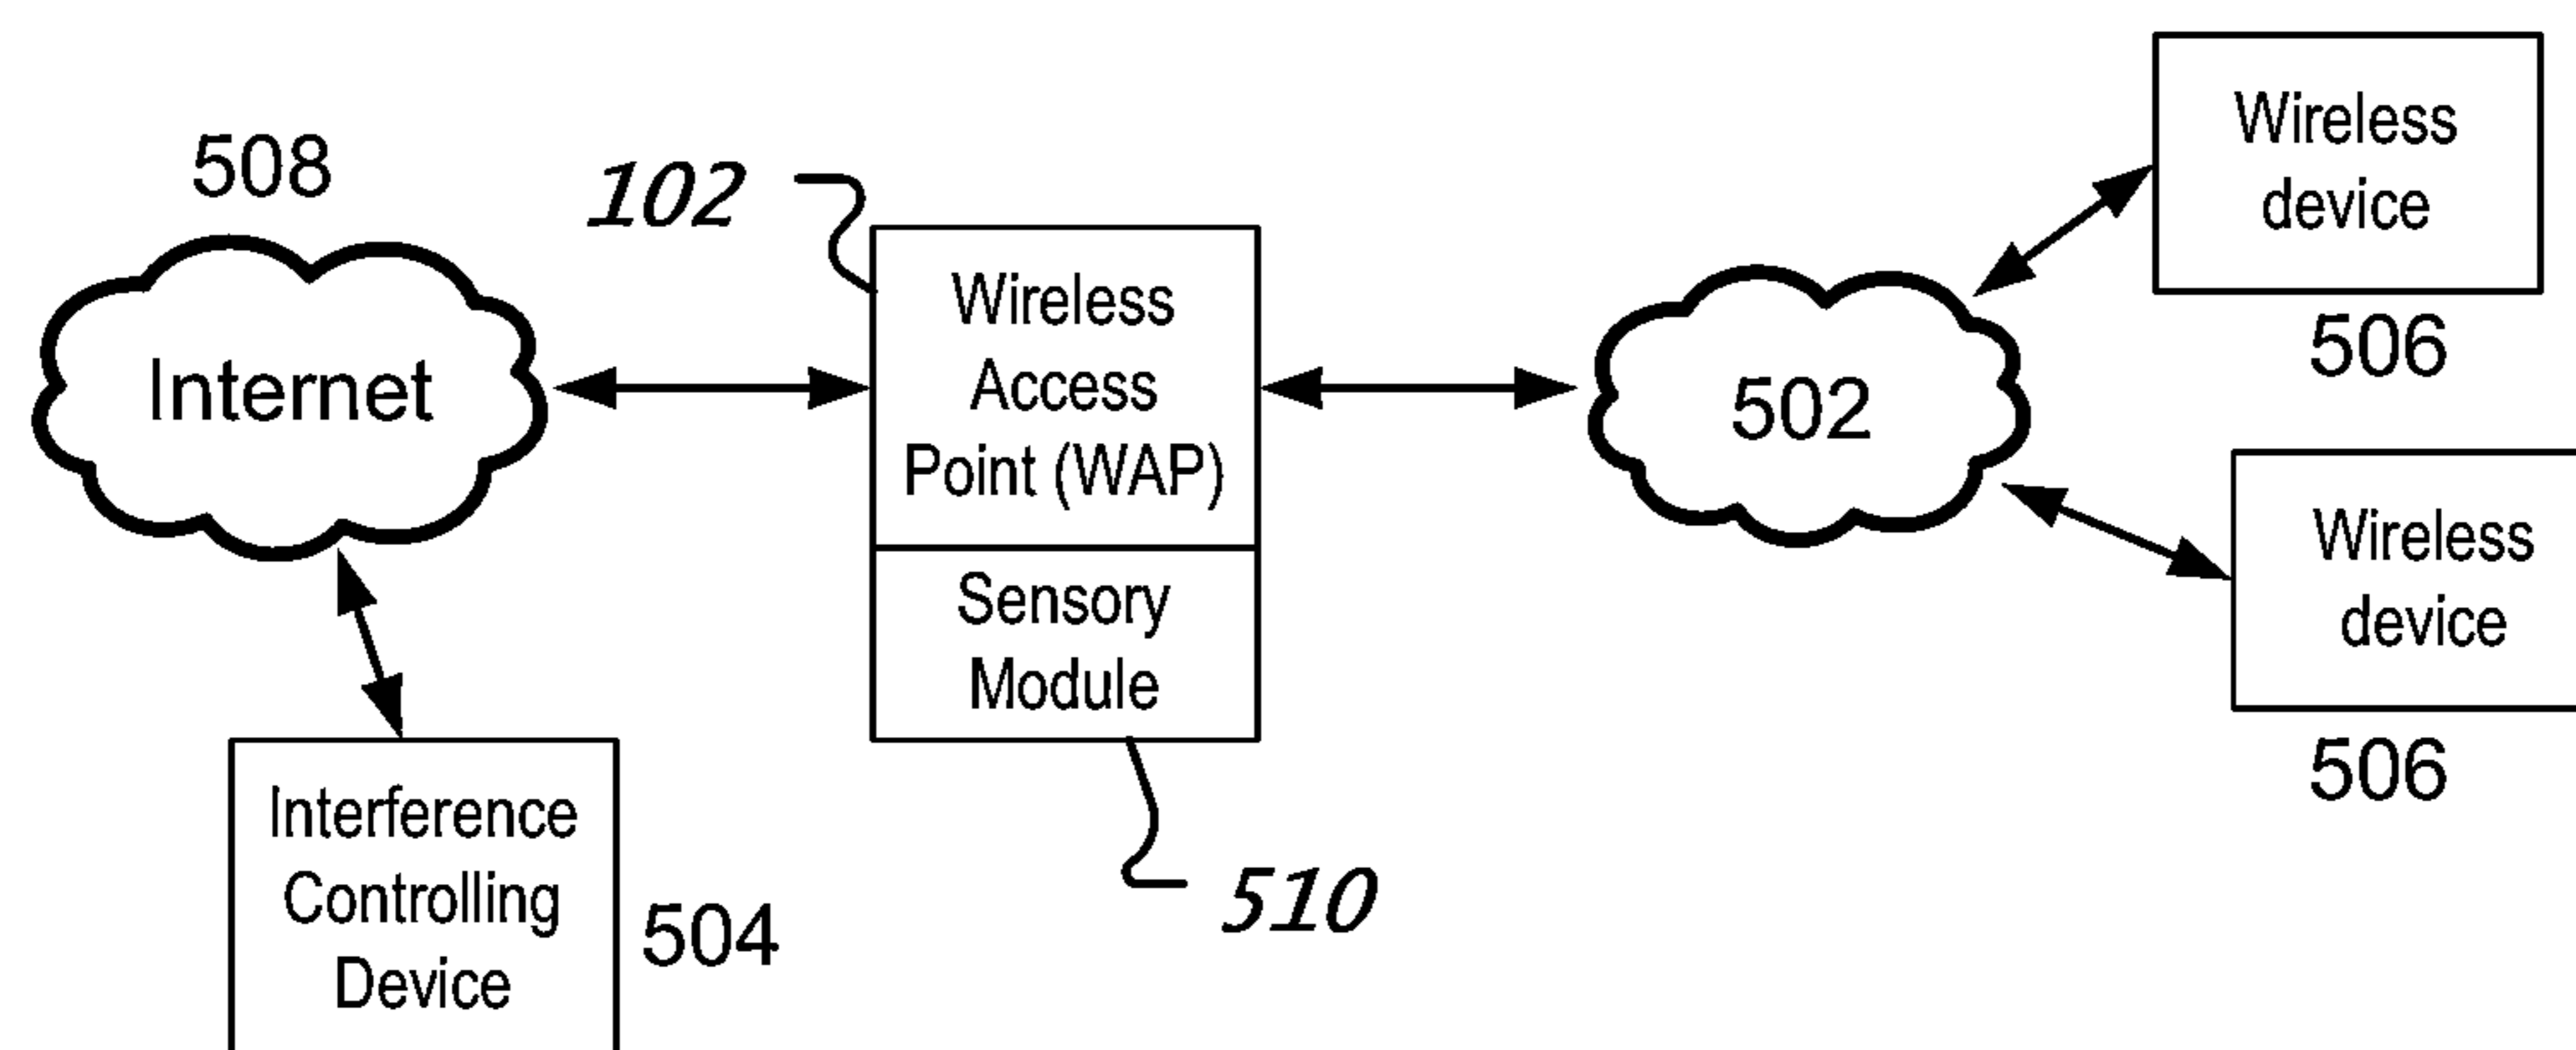 508
Internet
102
Wireless
Access
Point (WAP)
Sensory
Module
510
502
Wireless
device
506
Wireless
device
506
Interference
Controlling
Device
504